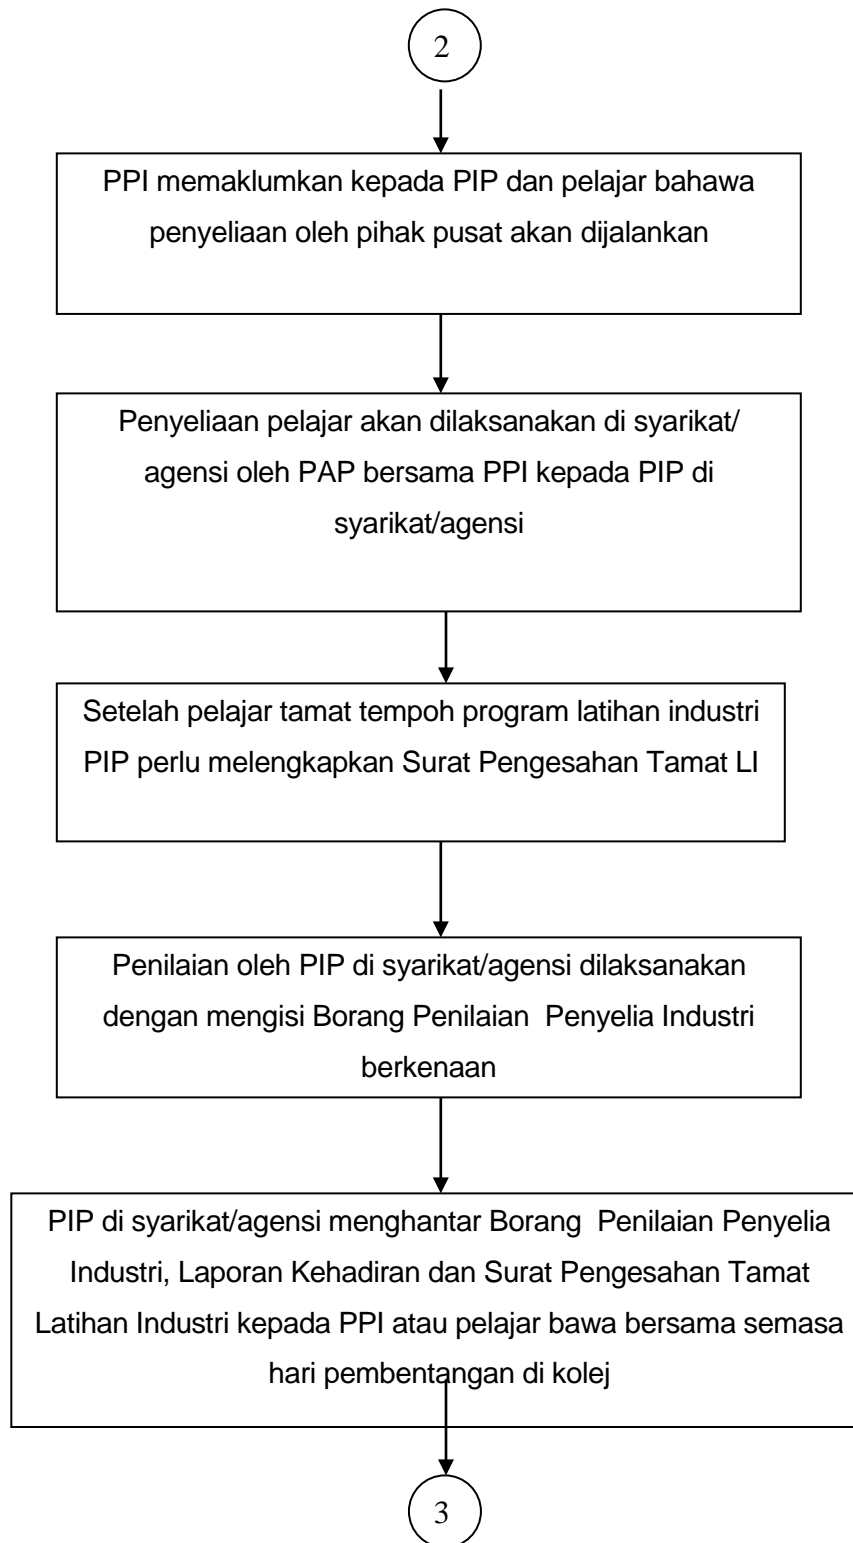 2
PPI memaklumkan kepada PIP dan pelajar bahawa
penyeliaan oleh pihak pusat akan dijalankan
Penyeliaan pelajar akan dilaksanakan di syarikat/
agensi oleh PAP bersama PPI kepada PIP di
syarikat/agensi
Setelah pelajar tamat tempoh program latihan industri
PIP perlu melengkapkan Surat Pengesahan Tamat LI
Penilaian oleh PIP di syarikat/agensi dilaksanakan
dengan mengisi Borang Penilaian  Penyelia Industri
berkenaan
PIP di syarikat/agensi menghantar Borang  Penilaian Penyelia
Industri, Laporan Kehadiran dan Surat Pengesahan Tamat
Latihan Industri kepada PPI atau pelajar bawa bersama semasa
hari pembentangan di kolej
3